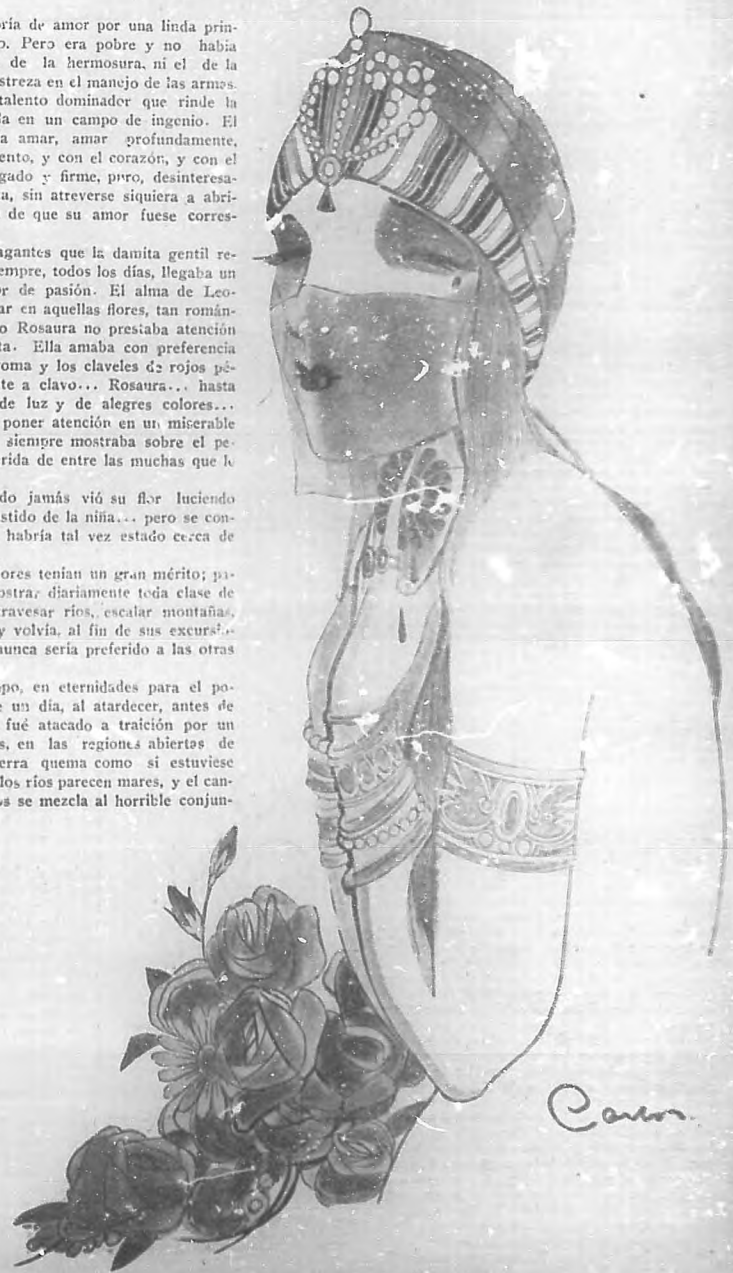 ría de amor por una linda prin-
o. Pero era pobre y no había
de la hermosura, ni el de la
streza en el manejo de las armas.
talento dominador que rinde la
a en un campo de ingenio. El
a amar, amar profundamente,
ento, y con el corazón, y con el
gado y firme, pero, desinteresa-
a, sin atreverse siquiera a abri-
de que su amor fuese corres-
agantes que la damita gentil re-
empre, todos los días, llegaba un
r de pasión. El alma de Leo-
ar en aquellas flores, tan román-
o Rosaura no prestaba atención
ta. Ella amaba con preferencia
roma y los claveles de rojos pé-
te a clavo... Rosaura... hasta
de luz y de alegres colores...
poner atención en un miserable
siempre mostraba sobre el pe-
rida de entre las muchas que le
do jamás vió su flor luciendo
stido de la niña... pero se con-
habría tal vez estado cerca de
ores tenían un gran mérito; pa-
ostrar diariamente toda clase de
ravesar ríos, escalar montañas,
y volvía, al fin de sus excursio-
nunca sería preferido a las otras
po, en eternidades para el po-
e un día, al atardecer, antes de
fué atacado a traición por un
s, en las regiones abiertas de
erra quema como si estuviese
los ríos parecen mares, y el can-
os se mezcla al horrible conjun-